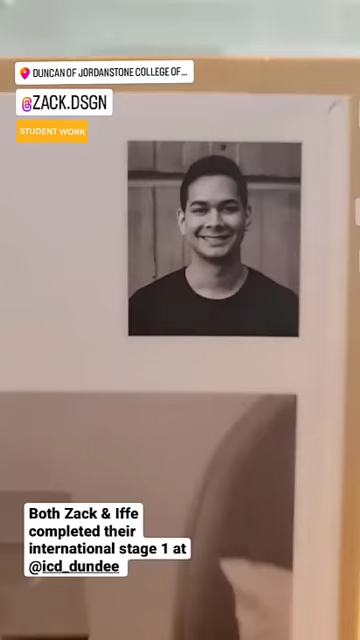 DUNCAN OF JORDANSTONE COLLEGE OF...
@ZACK.DSGN
STUDENT WORK
Both Zack & Iffe
completed their
international stage 1 at
@icd_dundee